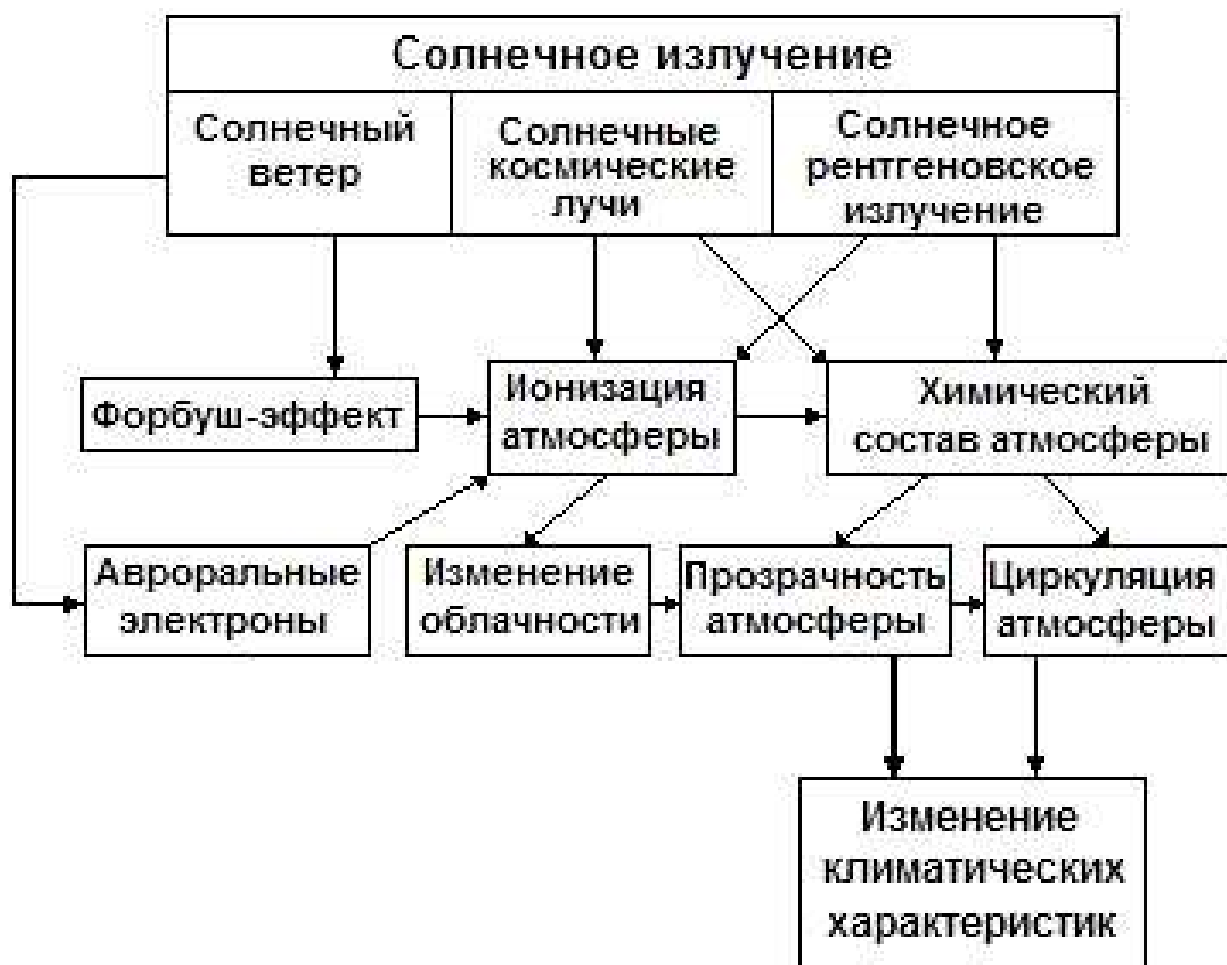 Солнечное излучение
Солнечный
ветер
Солнечные
космические
лучи
Солнечное
рентгеновское
излучение
Форбуш-эффект
Ионизация
атмосферы
Химический
состав атмосферы
Авроральные
электроны
Изменение
облачности
Прозрачность
атмосферы
Циркуляция
атмосферы
Изменение
климатических
характеристик